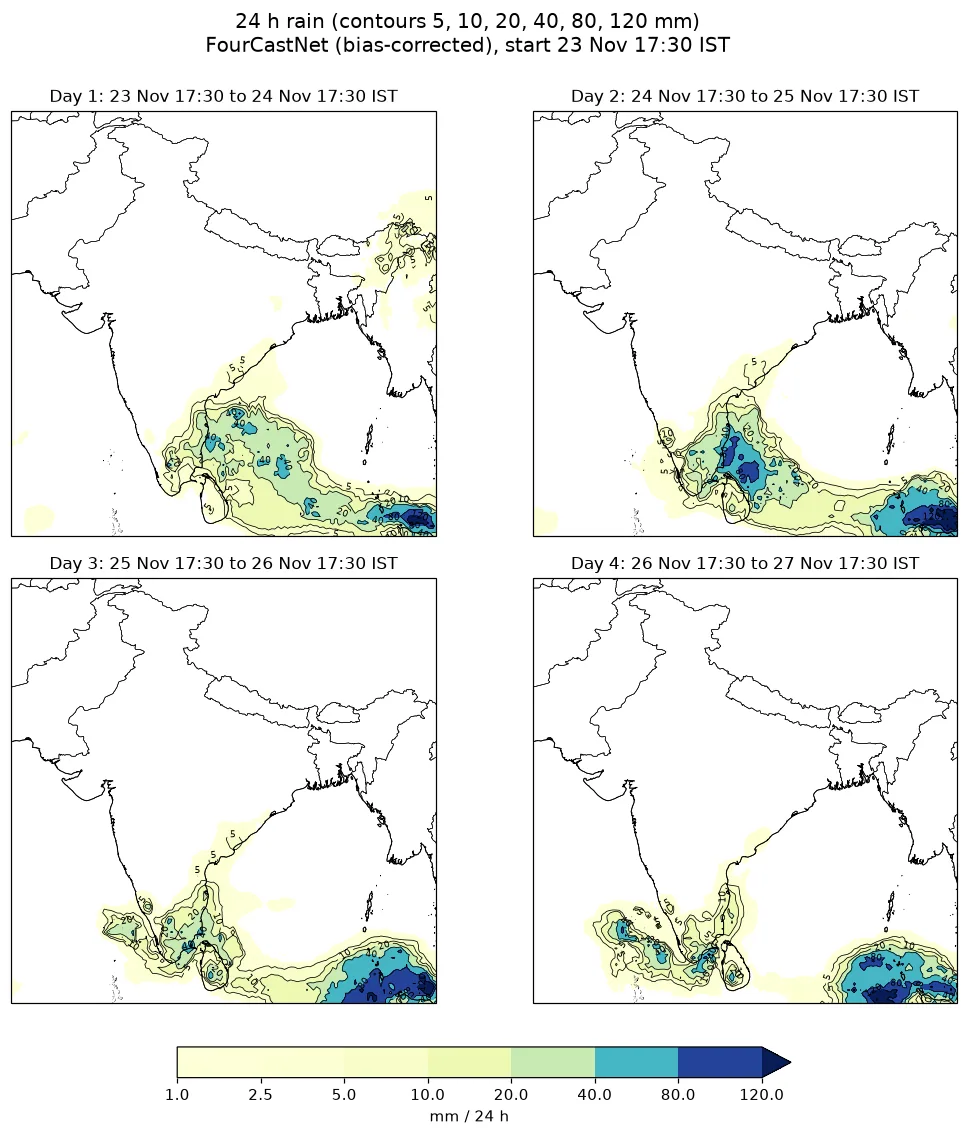 24 h rain (contours 5, 10, 20, 40, 80, 120 mm)
FourCastNet (bias-corrected), start 23 Nov 17:30 IST
Day 1: 23 Nov 17:30 to 24 Nov 17:30 IST
Day 2: 24 Nov 17:30 to 25 Nov 17:30 IST
Day 3: 25 Nov 17:30 to 26 Nov 17:30 IST
Day 4: 26 Nov 17:30 to 27 Nov 17:30 IST
1.0 2.5 5.0 10.0 20.0 40.0 80.0 120.0
mm / 24 h